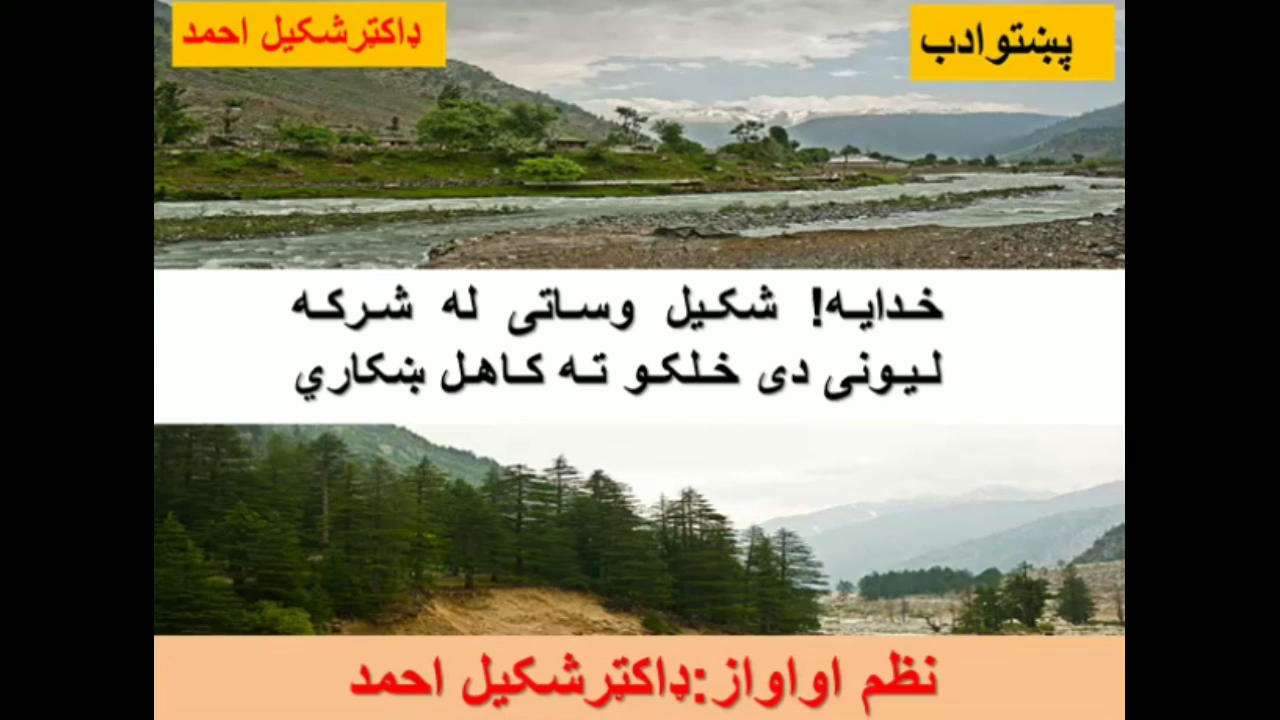 پښتوادب
ډاکټرشکیل احمد
خدایه! شکیل وساتی له شرکه
لیونی دی خلکو ته کاهل ښکاري
نظم اواواز:ډاکټرشکیل احمد